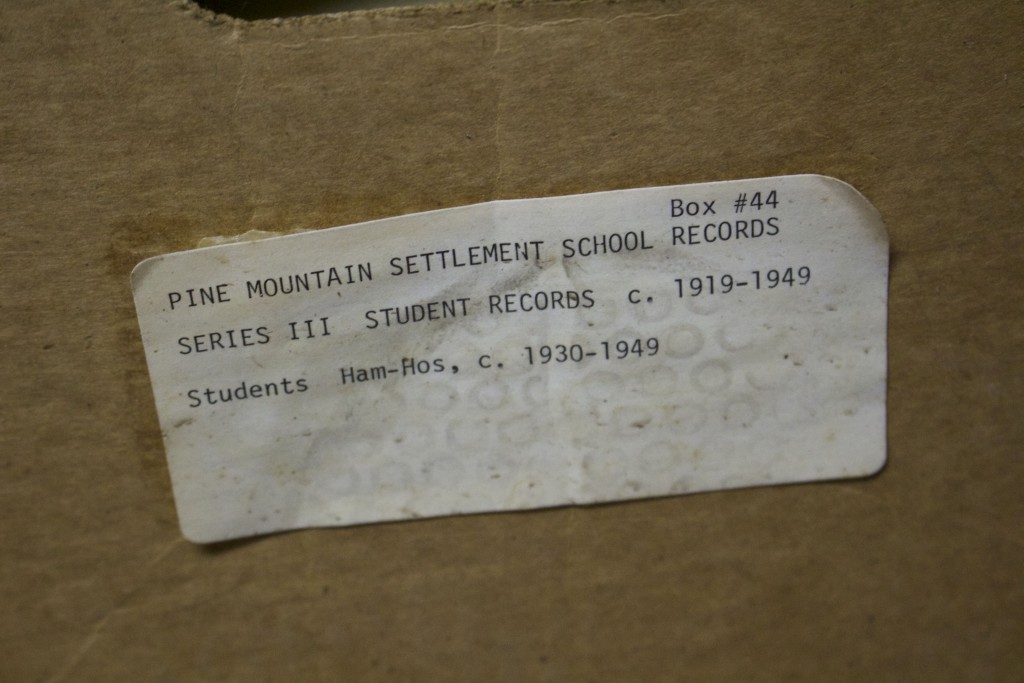 Box #44
PINE MOUNTAIN SETTLEMENT SCHOOL RECORDS
SERIES III STUDENT RECORDS c. 1919-1949
Students Ham-Hos, c. 1930-1949